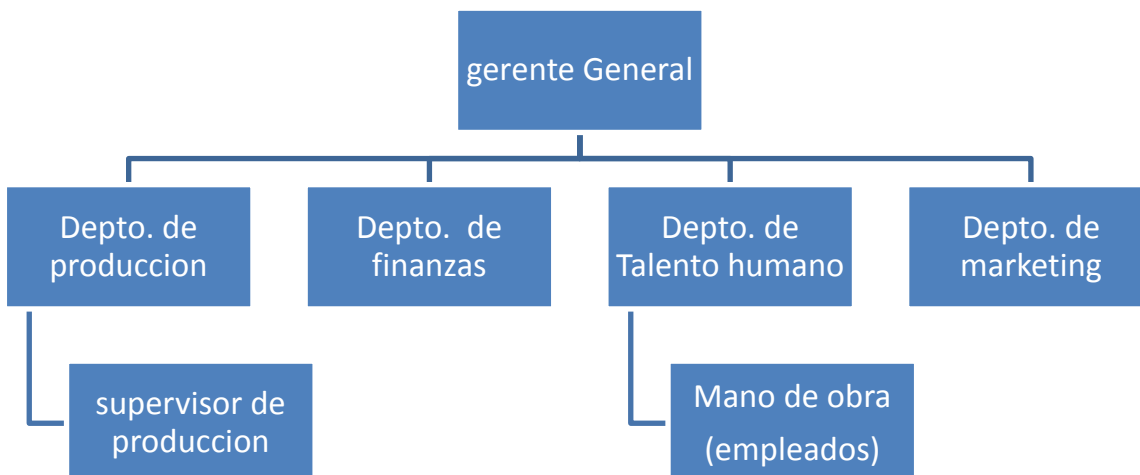 gerente General
Depto. de
produccion
Depto. de
finanzas
Depto. de
Talento humano
Depto. de
marketing
supervisor de
produccion
Mano de obra
(empleados)